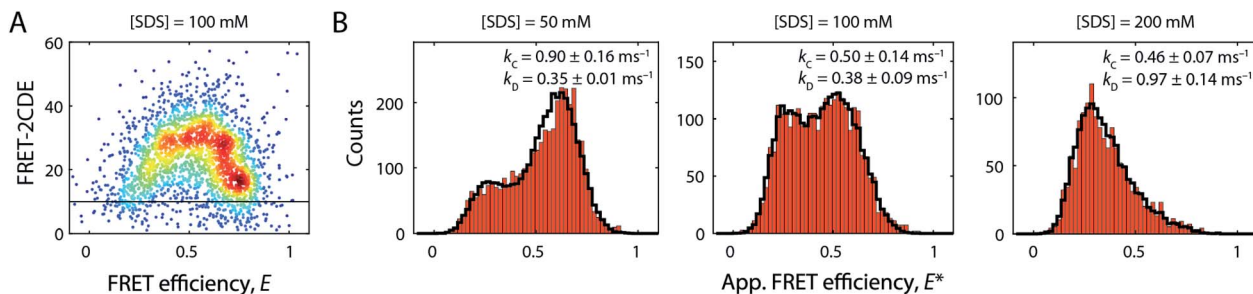 A
[SDS] = 100 mM
FRET-2CDE
60
50
40
30
20
10
0
0
0.5
1
FRET efficiency, E
B
[SDS] = 50 mM
kC = 0.90 ± 0.16 ms⁻¹
kD = 0.35 ± 0.01 ms⁻¹
Counts
200
100
0
0
0.5
1
[SDS] = 100 mM
kC = 0.50 ± 0.14 ms⁻¹
kD = 0.38 ± 0.09 ms⁻¹
150
100
50
0
0
0.5
1
App. FRET efficiency, E*
[SDS] = 200 mM
kC = 0.46 ± 0.07 ms⁻¹
kD = 0.97 ± 0.14 ms⁻¹
100
50
0
0
0.5
1